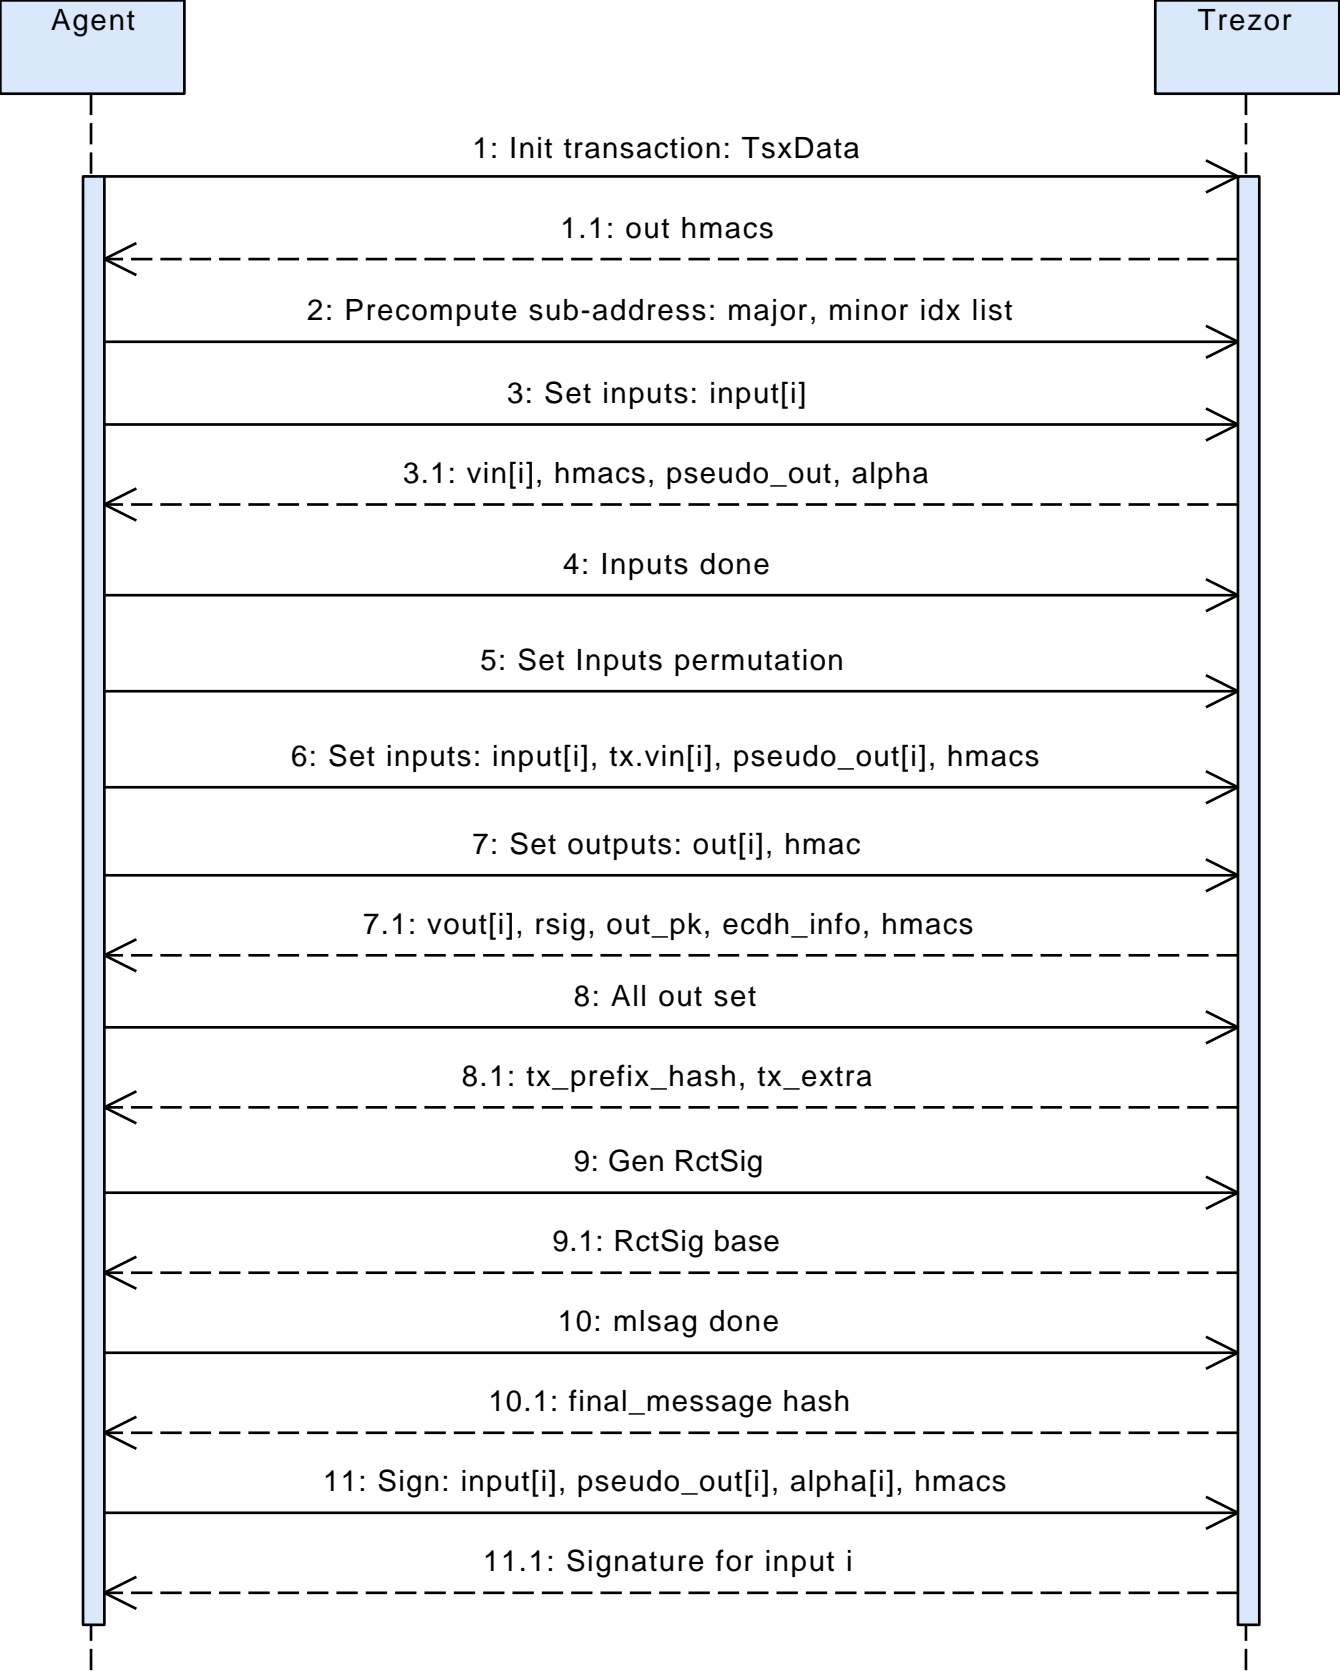 Agent
Trezor
1: Init transaction: TsxData
1.1: out hmacs
2: Precompute sub-address: major, minor idx list
3: Set inputs: input[i]
3.1: vin[i], hmacs, pseudo_out, alpha
4: Inputs done
5: Set Inputs permutation
6: Set inputs: input[i], tx.vin[i], pseudo_out[i], hmacs
7: Set outputs: out[i], hmac
7.1: vout[i], rsig, out_pk, ecdh_info, hmacs
8: All out set
8.1: tx_prefix_hash, tx_extra
9: Gen RctSig
9.1: RctSig base
10: mlsag done
10.1: final_message hash
11: Sign: input[i], pseudo_out[i], alpha[i], hmacs
11.1: Signature for input i